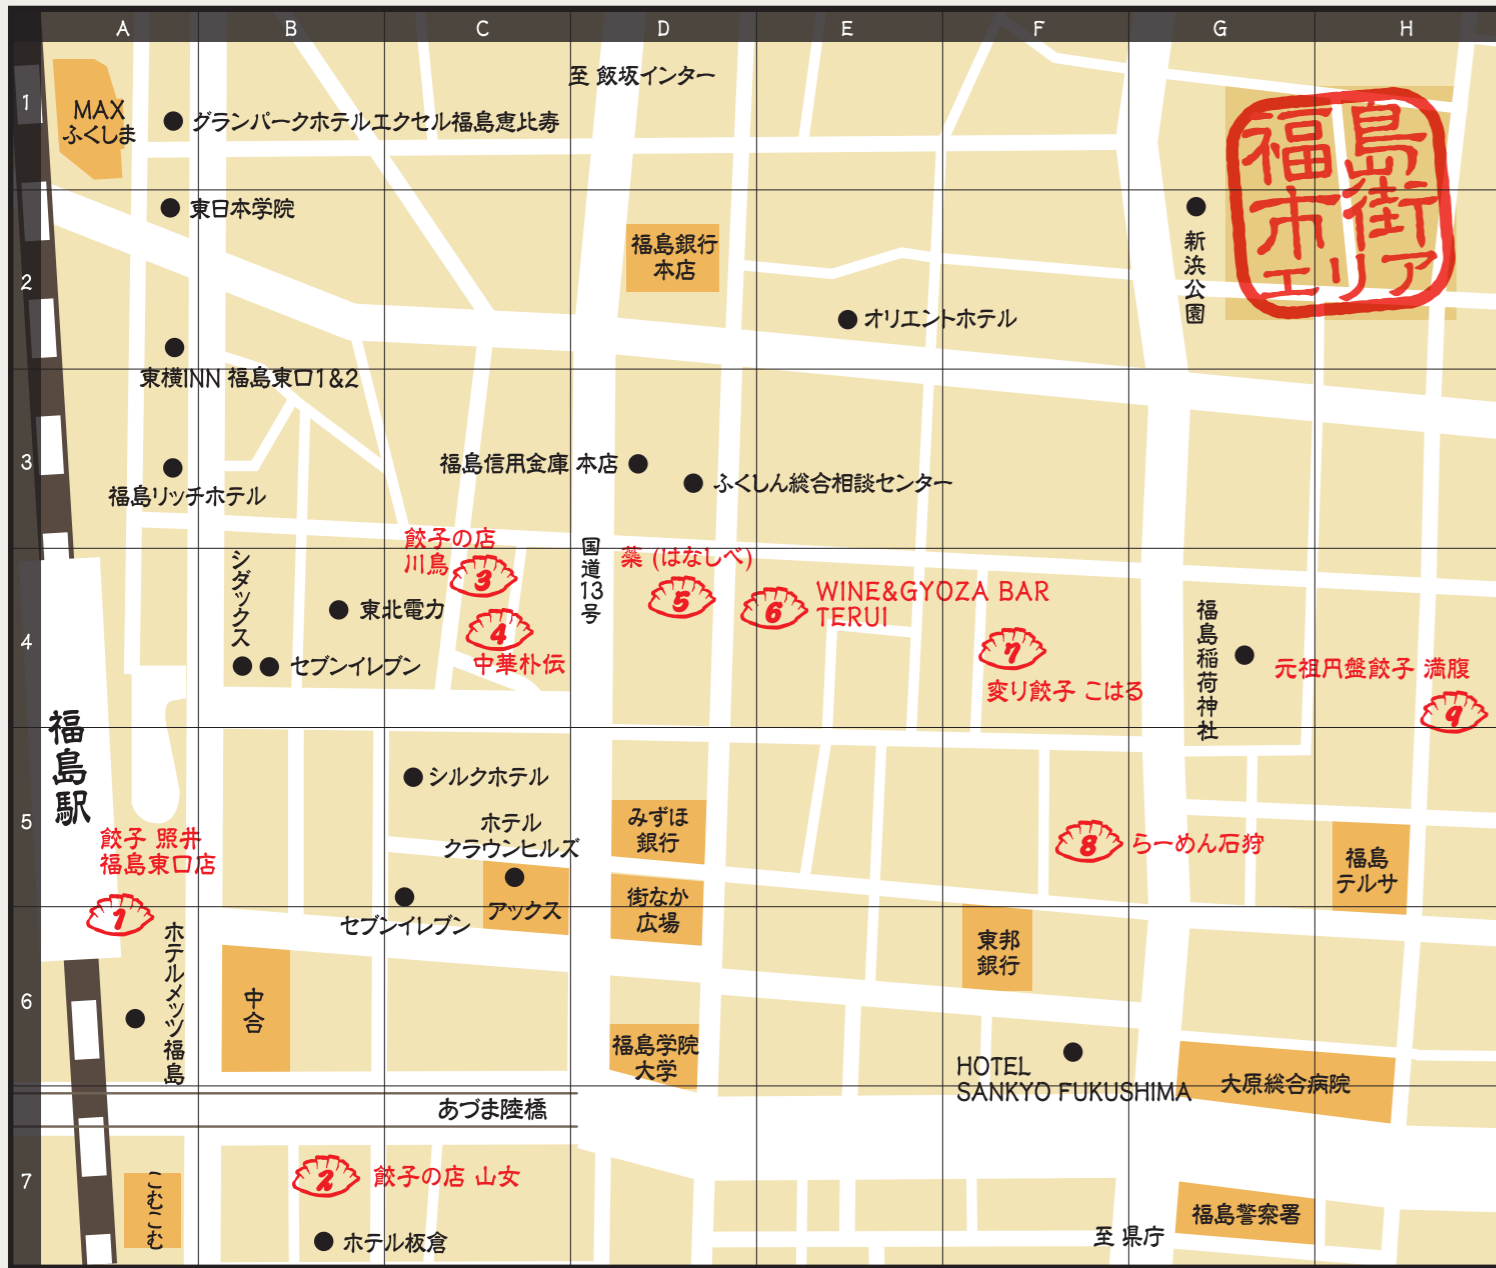 A B C D E F G H
1
2
3
4
5
6
7
至 飯坂インター
MAX
ふくしま
グランパークホテルエクセル福島恵比寿
福島
市街
エリア
東日本学院
福島銀行
本店
新浜公園
オリエントホテル
東横INN 福島東口1&2
福島信用金庫 本店
ふくしん総合相談センター
福島リッチホテル
餃子の店
川鳥
3
国道13号
シダックス
東北電力
セブンイレブン
4
中華朴伝
(はなしべ)
5
6
WINE&GYOZA BAR
TERUI
7
変り餃子 こはる
福島稲荷神社
元祖円盤餃子 満腹
9
福島駅
シルクホテル
ホテル
クラウンヒルズ
アックス
セブンイレブン
みずほ
銀行
街なか
広場
8
らーめん石狩
福島
テルサ
餃子 照井
福島東口店
1
ホテルメッツ福島
中合
東邦
銀行
福島学院
大学
HOTEL
SANKYO FUKUSHIMA
大原総合病院
あづま陸橋
こむこむ
2
餃子の店 山女
ホテル板倉
福島警察署
至 県庁